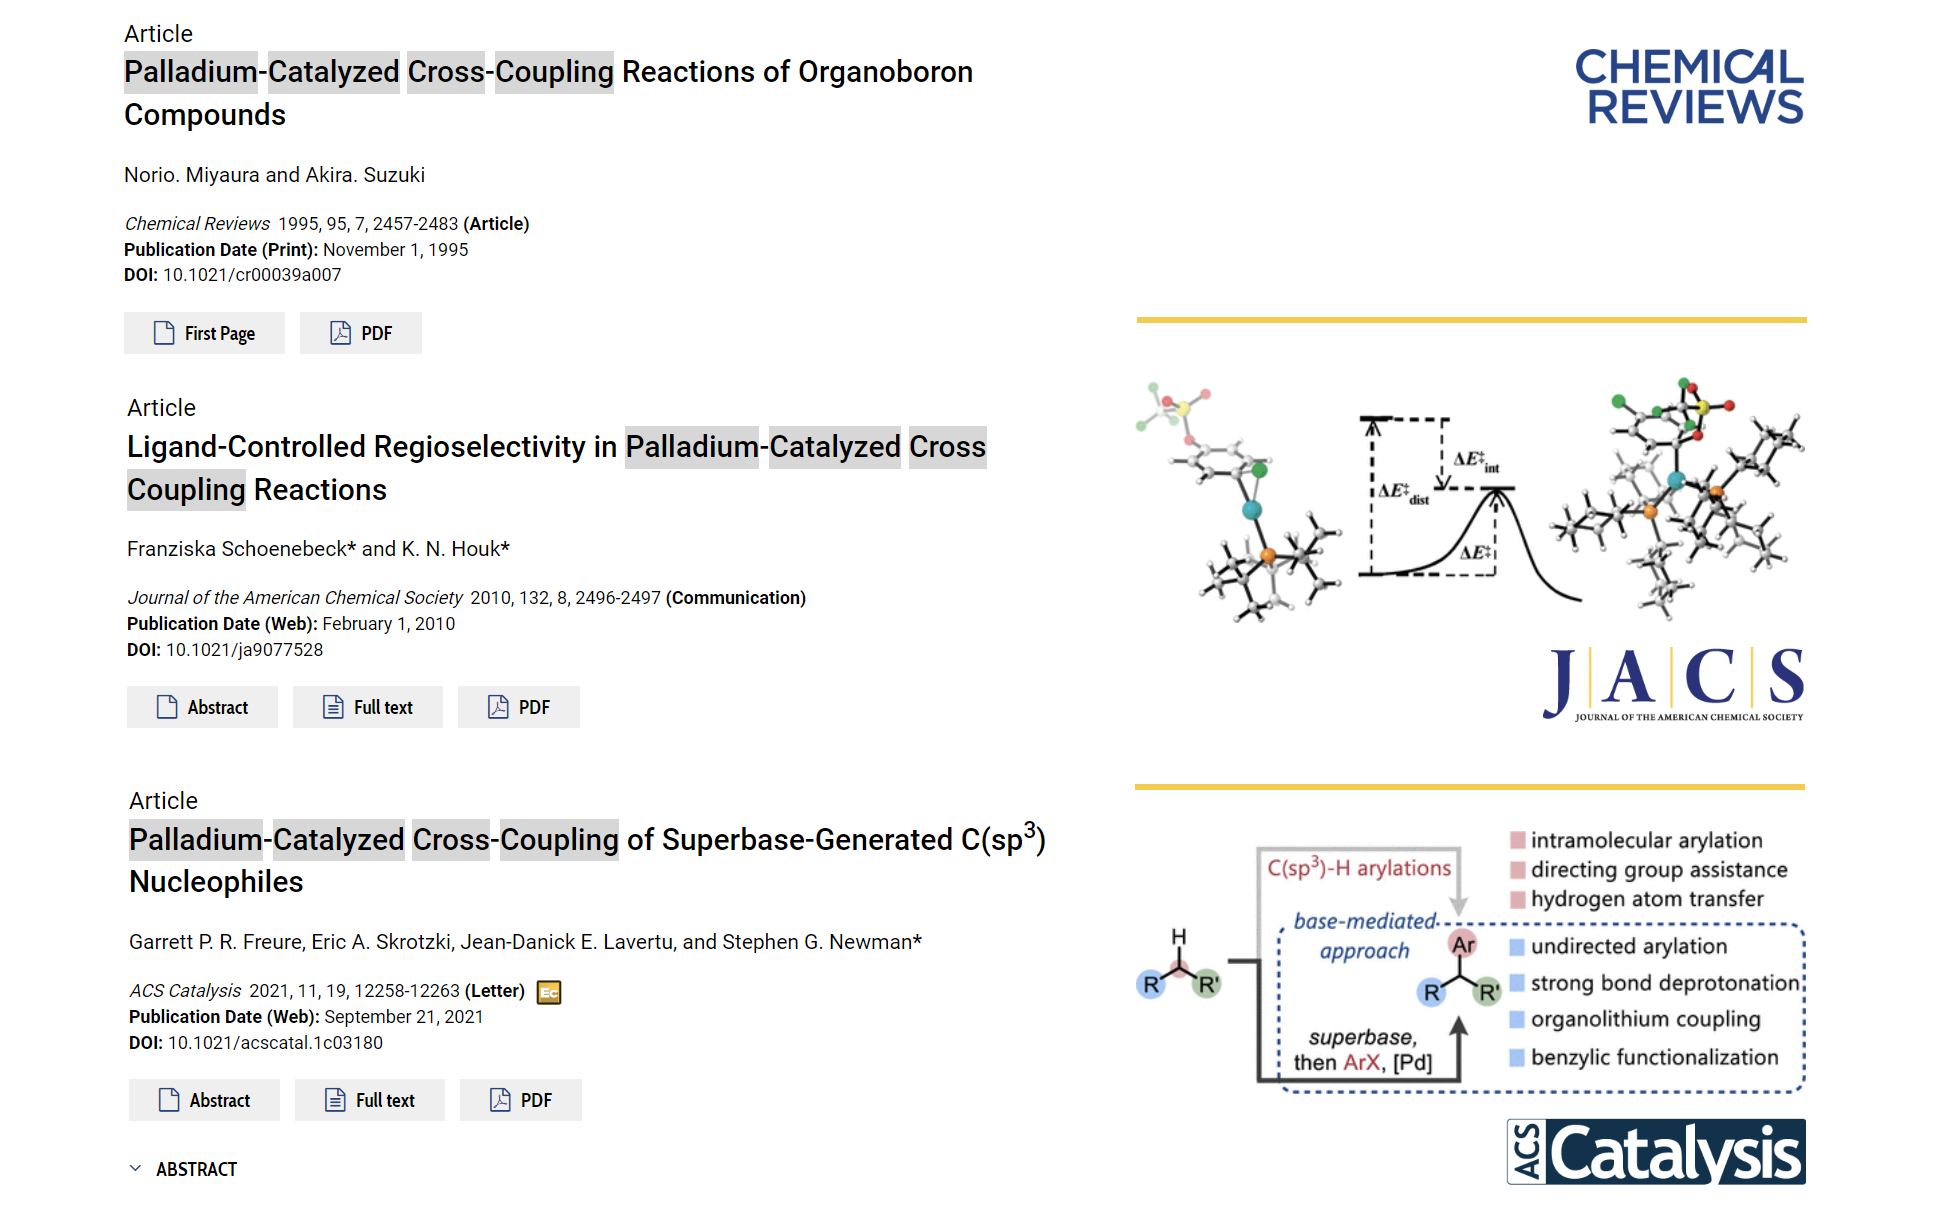 Article
Palladium-Catalyzed Cross-Coupling Reactions of Organoboron
Compounds
Norio. Miyaura and Akira. Suzuki
Chemical Reviews 1995, 95, 7, 2457-2483 (Article)
Publication Date (Print): November 1, 1995
DOI: 10.1021/cr00039a007
First Page
PDF
CHEMICAL
REVIEWS
Article
Ligand-Controlled Regioselectivity in Palladium-Catalyzed Cross
Coupling Reactions
Franziska Schoenebeck* and K. N. Houk*
Journal of the American Chemical Society 2010, 132, 8, 2496-2497 (Communication)
Publication Date (Web): February 1, 2010
DOI: 10.1021/ja9077528
Abstract
Full text
PDF
ΔE‡int
ΔE‡dist
ΔE‡
J|A|C|S
JOURNAL OF THE AMERICAN CHEMICAL SOCIETY
Article
Palladium-Catalyzed Cross-Coupling of Superbase-Generated C(sp³)
Nucleophiles
Garrett P. R. Freure, Eric A. Skrotzki, Jean-Danick E. Lavertu, and Stephen G. Newman*
ACS Catalysis 2021, 11, 19, 12258-12263 (Letter) Ec
Publication Date (Web): September 21, 2021
DOI: 10.1021/acscatal.1c03180
Abstract
Full text
PDF
ABSTRACT
H
R R'
C(sp³)-H arylations
base-mediated
approach
Ar
R R'
superbase,
then ArX, [Pd]
intramolecular arylation
directing group assistance
hydrogen atom transfer
undirected arylation
strong bond deprotonation
organolithium coupling
benzylic functionalization
ACS Catalysis